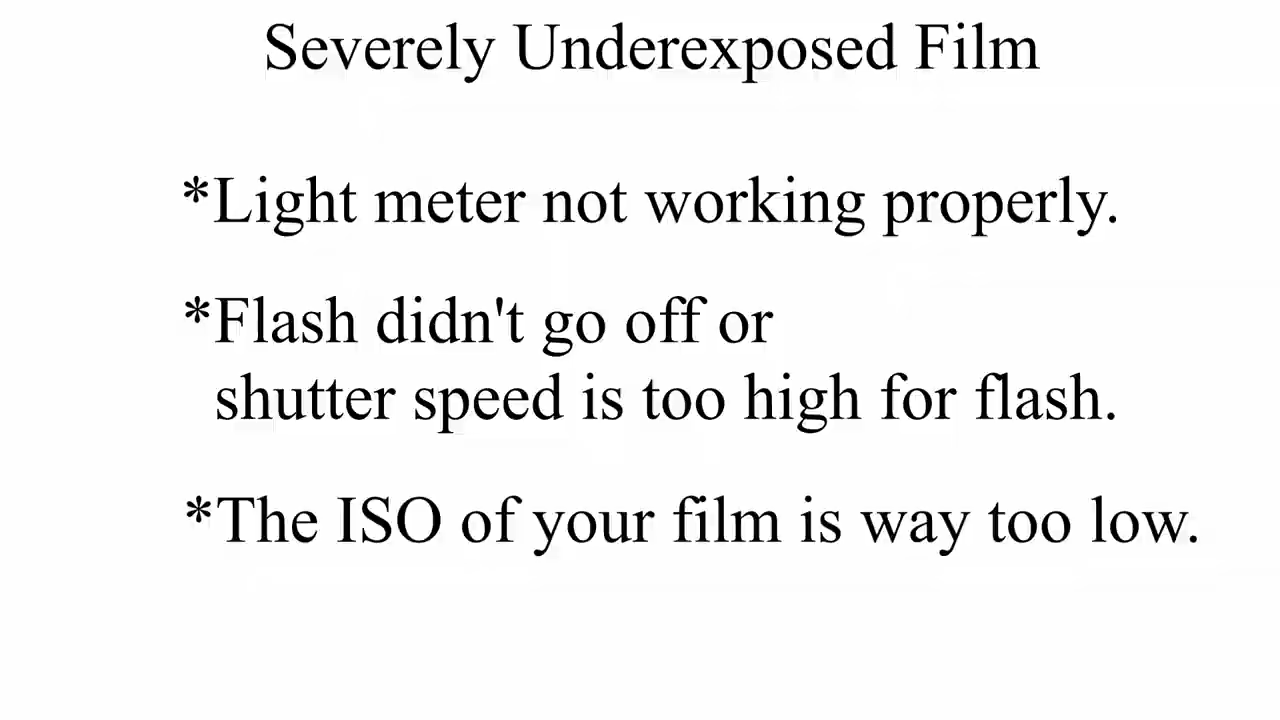 Severely Underexposed Film
*Light meter not working properly.
*Flash didn't go off or
shutter speed is too high for flash.
*The ISO of your film is way too low.